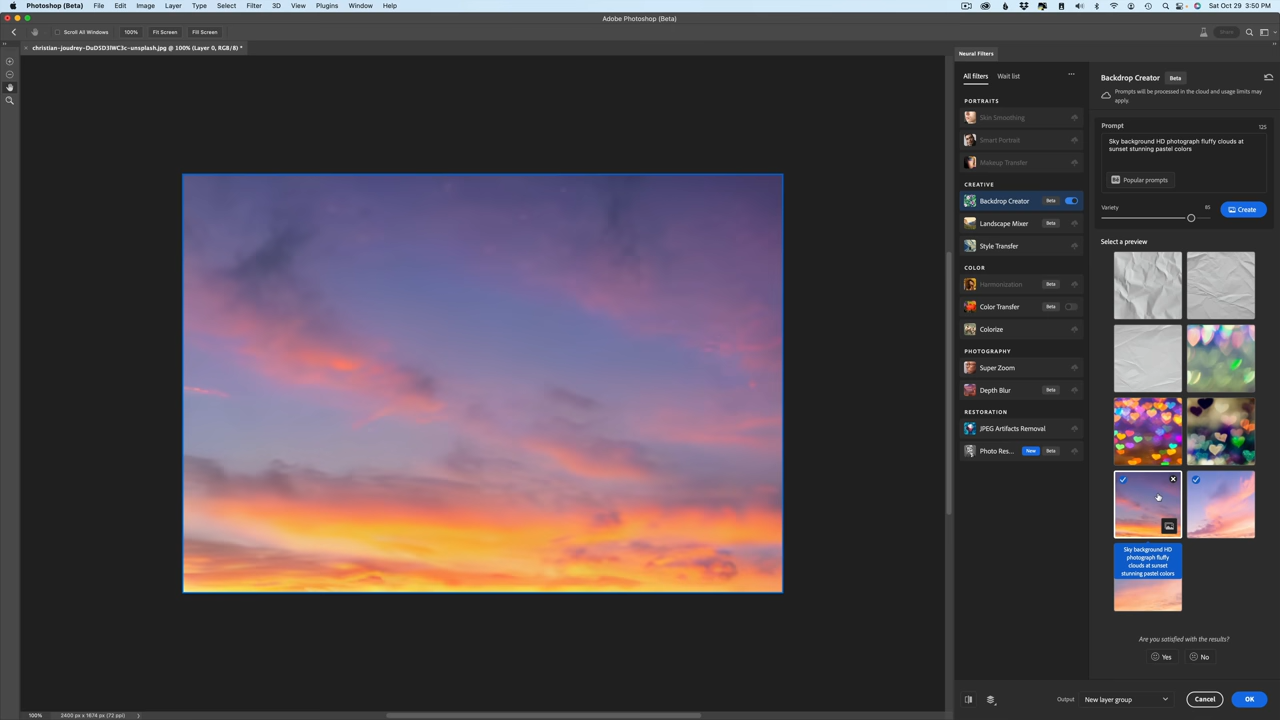 Photoshop (Beta) File Edit Image Layer Type Select Filter 3D View Plugins Window Help
Sat Oct 29 3:50 PM
Adobe Photoshop (Beta)
Scroll All Windows 100% Fit Screen Fill Screen
Share
christian-joudrey-DuD5D3lWC3c-unsplash.jpg @ 100% (Layer 0, RGB/8) *
Neural Filters
All filters Wait list
PORTRAITS
Skin Smoothing
Smart Portrait
Makeup Transfer
CREATIVE
Backdrop Creator Beta
Landscape Mixer Beta
Style Transfer
COLOR
Harmonization Beta
Color Transfer Beta
Colorize
PHOTOGRAPHY
Super Zoom
Depth Blur Beta
RESTORATION
JPEG Artifacts Removal
Photo Res... New Beta
Backdrop Creator Beta
Prompts will be processed in the cloud and usage limits may
apply.
Prompt 125
Sky background HD photograph fluffy clouds at
sunset stunning pastel colors
Popular prompts
Variety 85
Create
Select a preview
Sky background HD
photograph fluffy
clouds at sunset
stunning pastel colors
Are you satisfied with the results?
Yes No
Output New layer group Cancel OK
100% 2400 px x 1674 px (72 ppi)